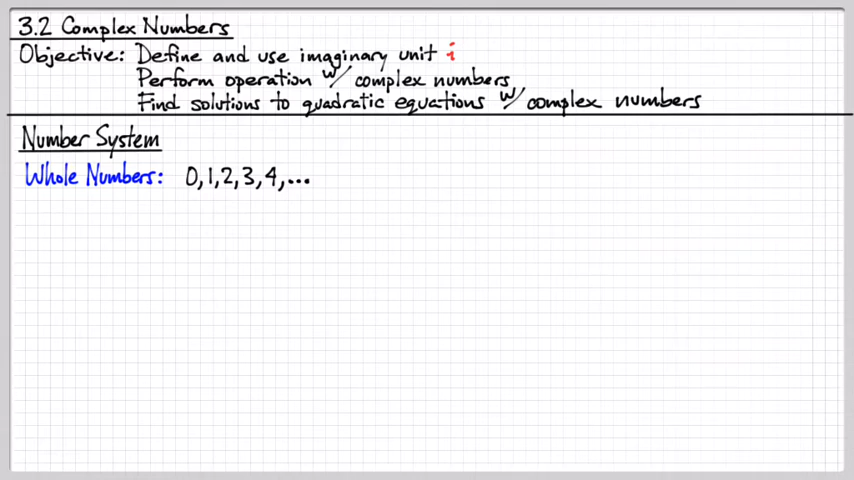 3.2 Complex Numbers
Objective: Define and use imaginary unit i
Perform operation w/ complex numbers
Find solutions to quadratic equations w/ complex numbers
Number System
Whole Numbers: 0,1,2,3,4,...